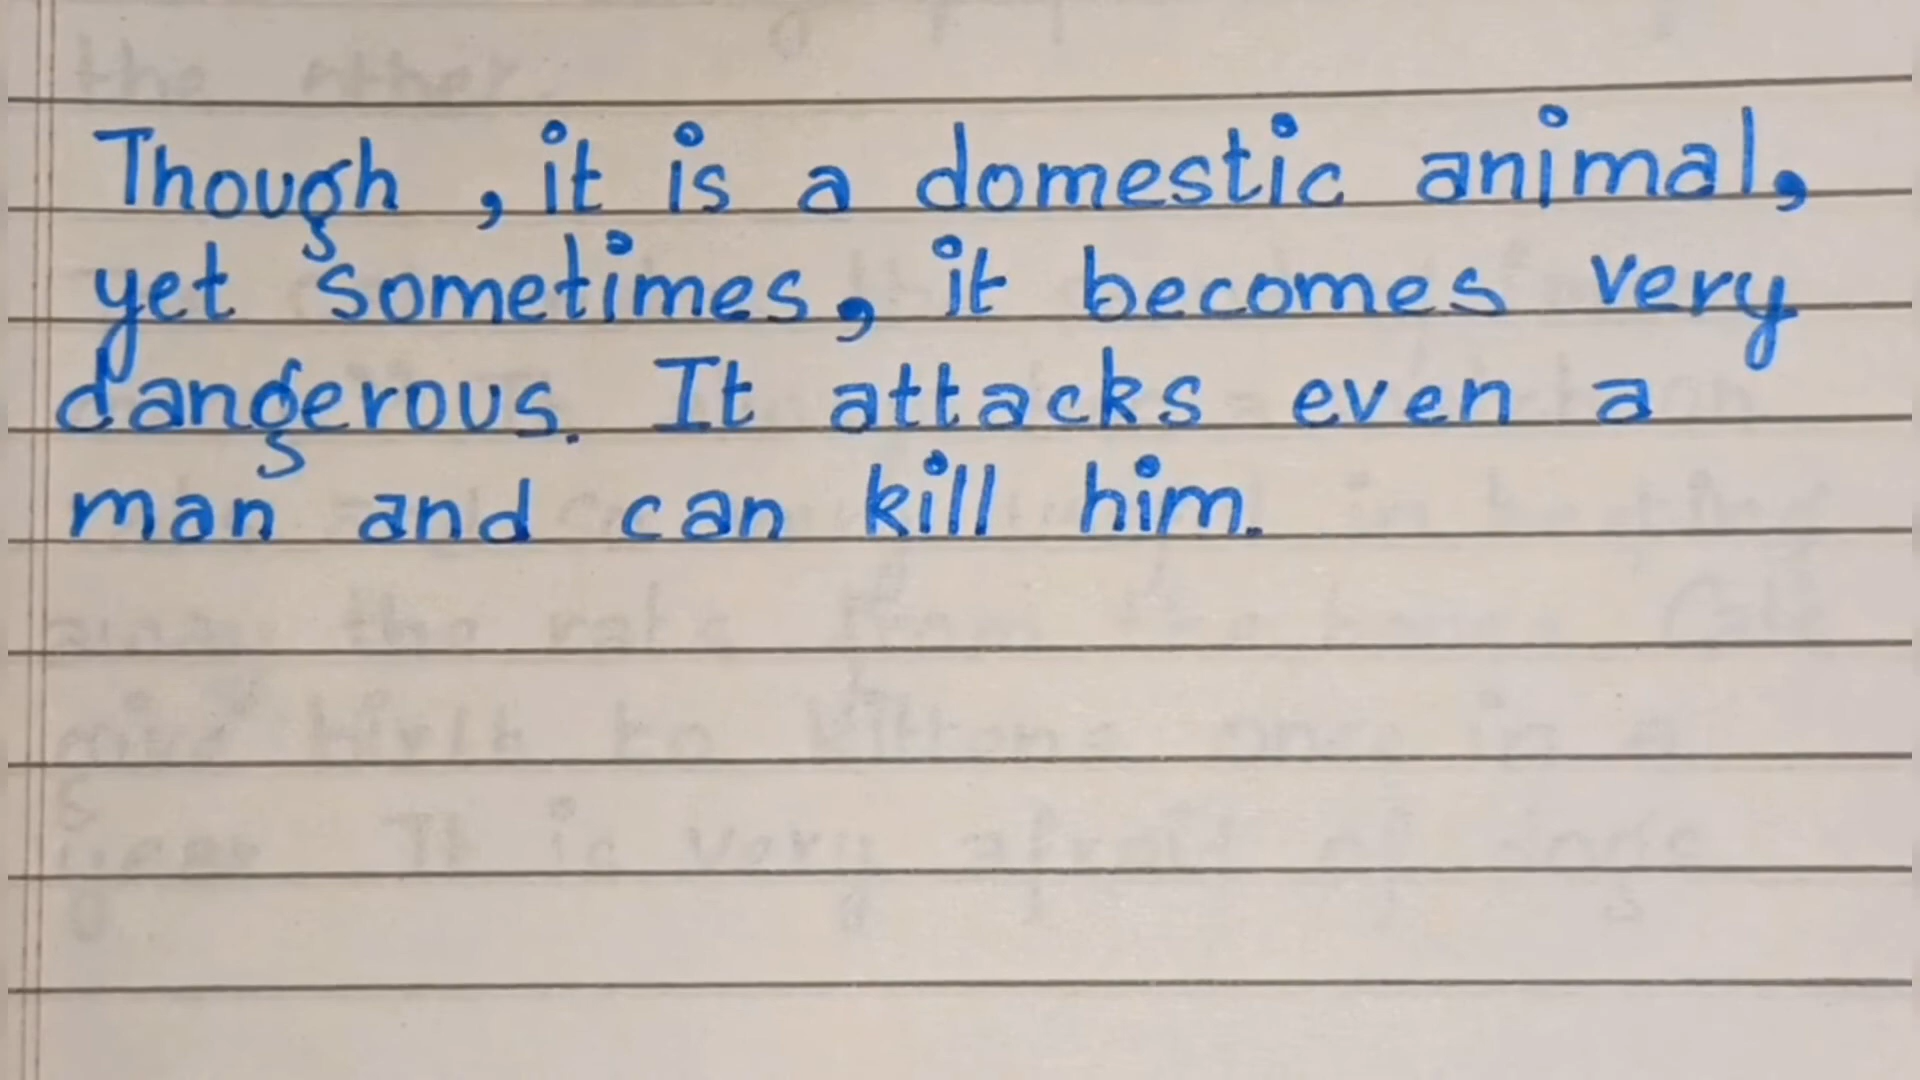 Though , it is a domestic animal,
yet sometimes, it becomes very
dangerous. It attacks even a
man and can kill him.